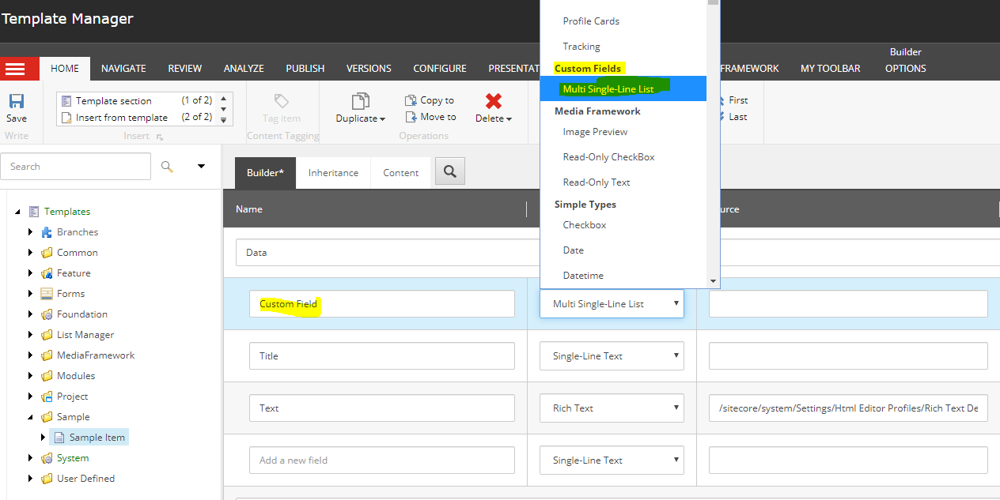 Template Manager
HOME
NAVIGATE
REVIEW
ANALYZE
PUBLISH
VERSIONS
CONFIGURE
PRESENTAT
FRAMEWORK
MY TOOLBAR
Builder
OPTIONS
Save
Write
Template section (1 of 2)
Insert from template (2 of 2)
Insert
Tag item
Content Tagging
Duplicate
Copy to
Move to
Delete
Operations
First
Last
Profile Cards
Tracking
Custom Fields
Multi Single-Line List
Media Framework
Image Preview
Read-Only CheckBox
Read-Only Text
Simple Types
Checkbox
Date
Datetime
Search
Templates
Branches
Common
Feature
Forms
Foundation
List Manager
MediaFramework
Modules
Project
Sample
Sample Item
System
User Defined
Builder*
Inheritance
Content
Name
urce
Data
Custom Field
Multi Single-Line List
Title
Single-Line Text
Text
Rich Text
/sitecore/system/Settings/Html Editor Profiles/Rich Text De
Add a new field
Single-Line Text